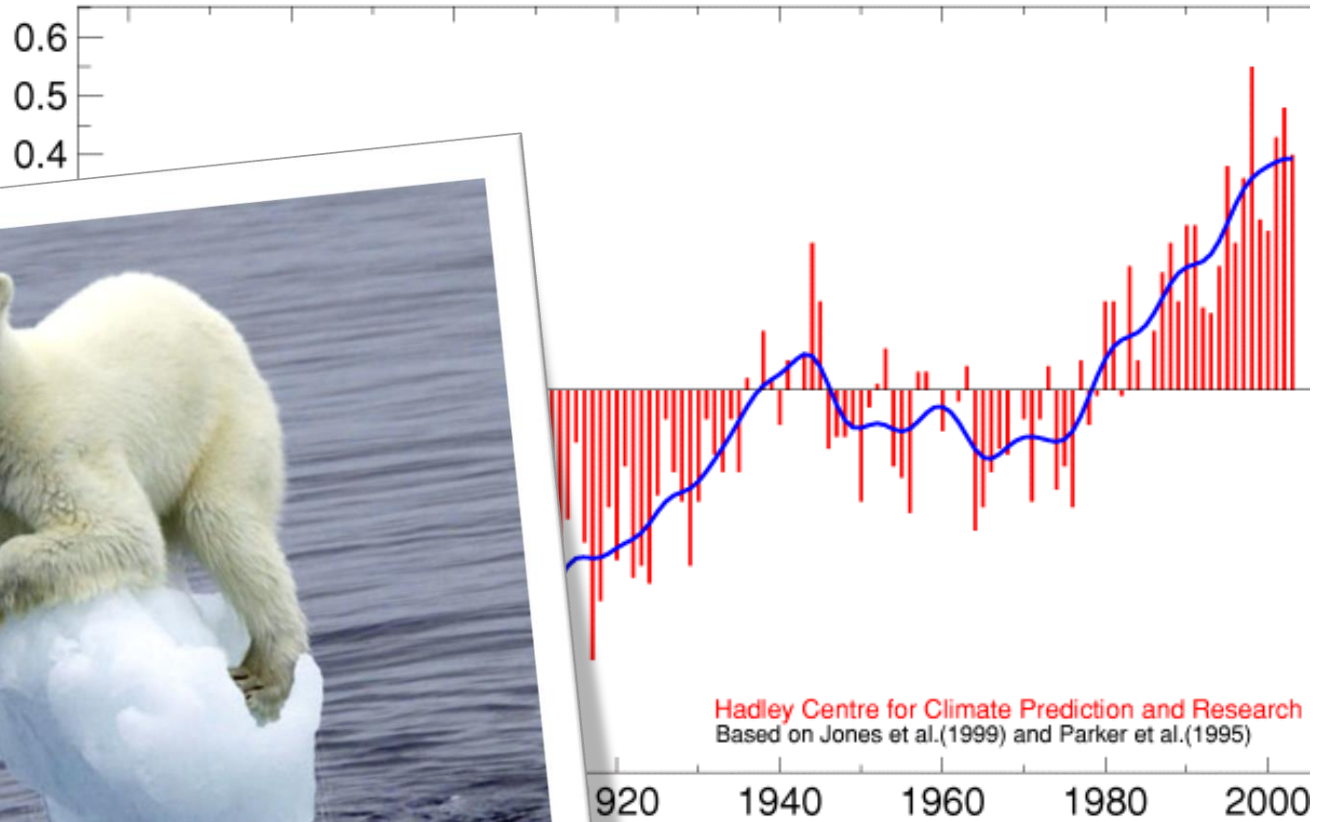 0.6
0.5
0.4
Hadley Centre for Climate Prediction and Research
Based on Jones et al.(1999) and Parker et al.(1995)
920 1940 1960 1980 2000